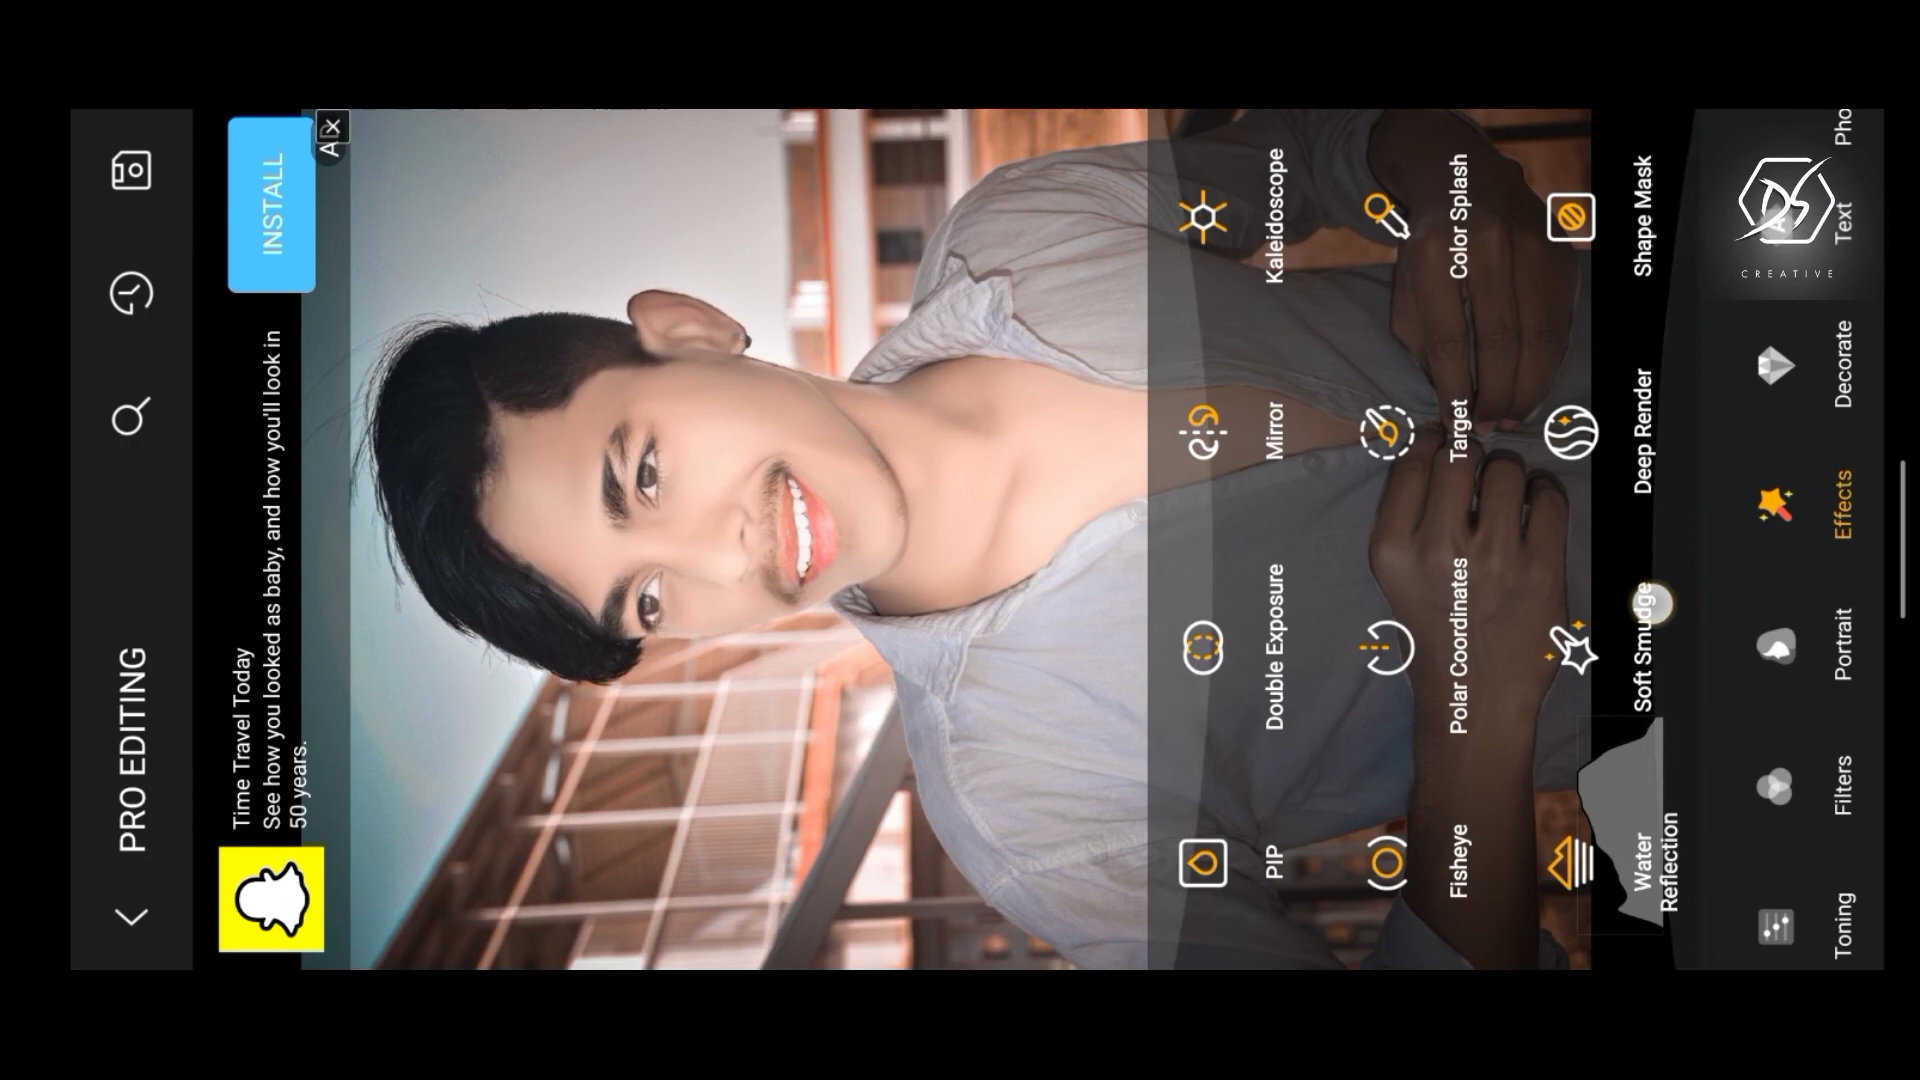 PRO EDITING
Time Travel Today
See how you looked as baby, and how you'll look in
50 years.
INSTALL
PIP
Double Exposure
Mirror
Kaleidoscope
Fisheye
Polar Coordinates
Target
Color Splash
Water
Reflection
Soft Smudge
Deep Render
Shape Mask
Toning
Filters
Portrait
Effects
Decorate
Text
Pho
DS
CREATIVE